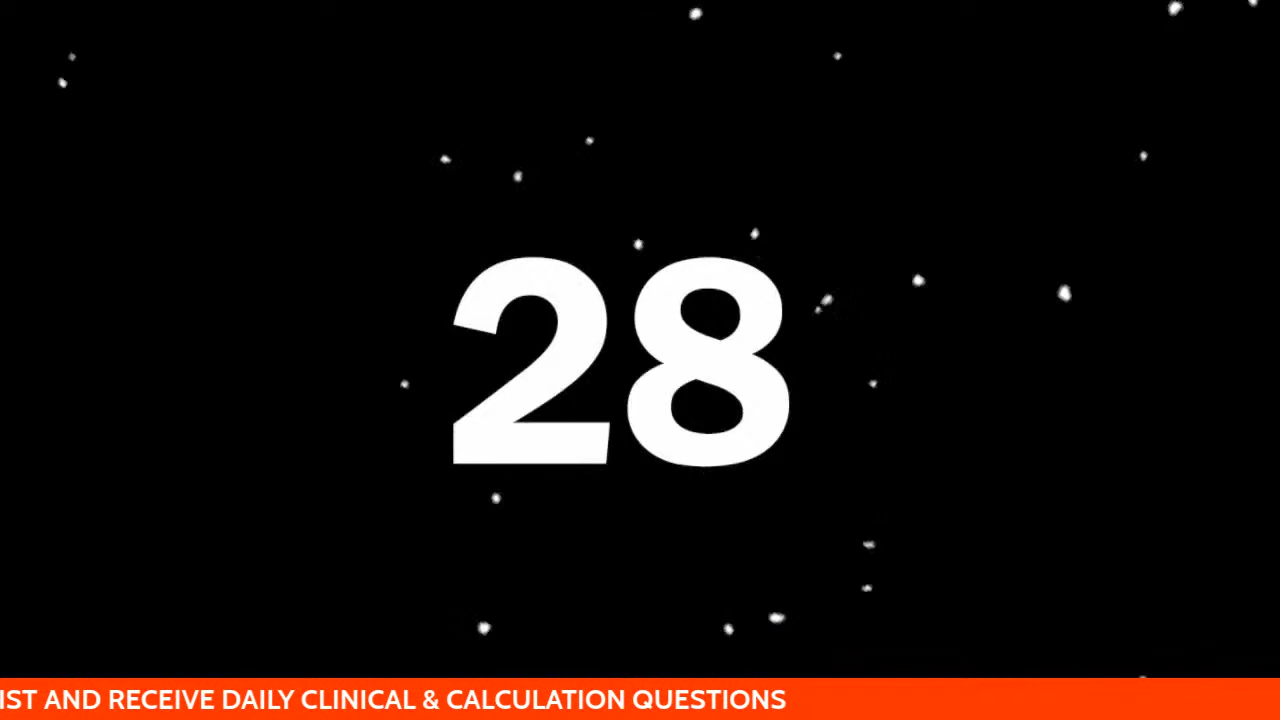 28
IST AND RECEIVE DAILY CLINICAL & CALCULATION QUESTIONS